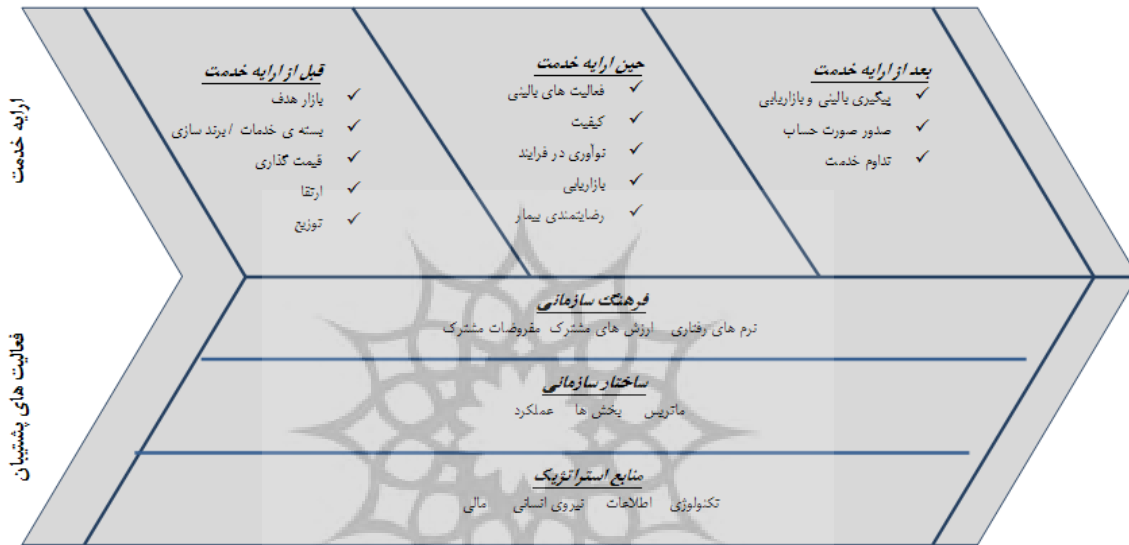 ارایه خدمت
قبل از ارایه خدمت
بازار هدف
بسته ی خدمات / برند سازی
قیمت گذاری
ارتقا
توزیع
حین ارایه خدمت
فعالیت های بالینی
کیفیت
نوآوری در فرایند
بازاریابی
رضایتمندی بیمار
بعد از ارایه خدمت
پیگیری بالینی و بازاریابی
صدور صورت حساب
تداوم خدمت
فعالیت های پشتیبان
فرهنگ سازمانی
نرم های رفتاری ارزش های مشترک مفروضات مشترک
ساختار سازمانی
ماتریس بخش ها عملکرد
منابع استراتژیک
تکنولوژی اطلاعات نیروی انسانی مالی